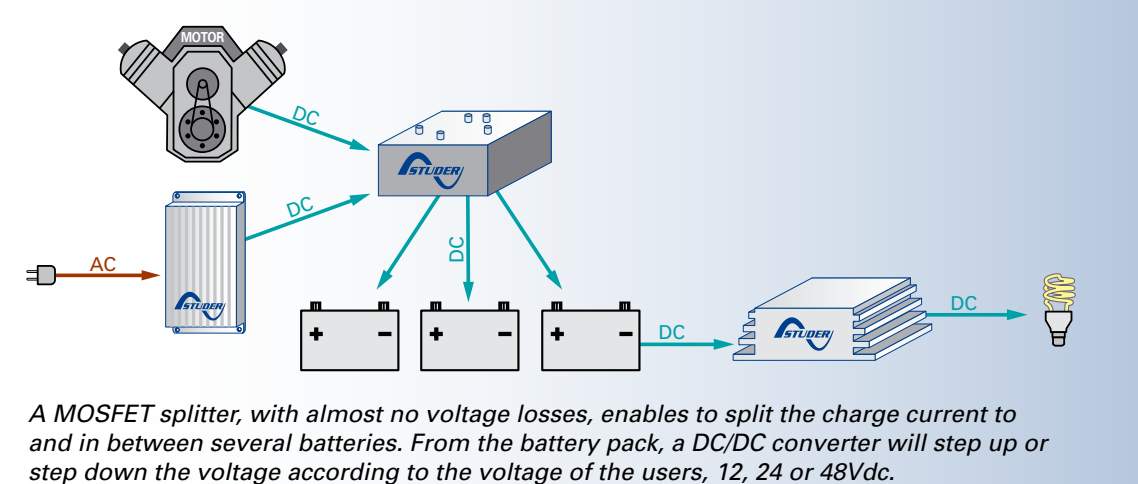 MOTOR
DC
STUDER
DC
AC
STUDER
DC
+ -
+ -
+ -
DC
STUDER
DC
A MOSFET splitter, with almost no voltage losses, enables to split the charge current to
and in between several batteries. From the battery pack, a DC/DC converter will step up or
step down the voltage according to the voltage of the users, 12, 24 or 48Vdc.